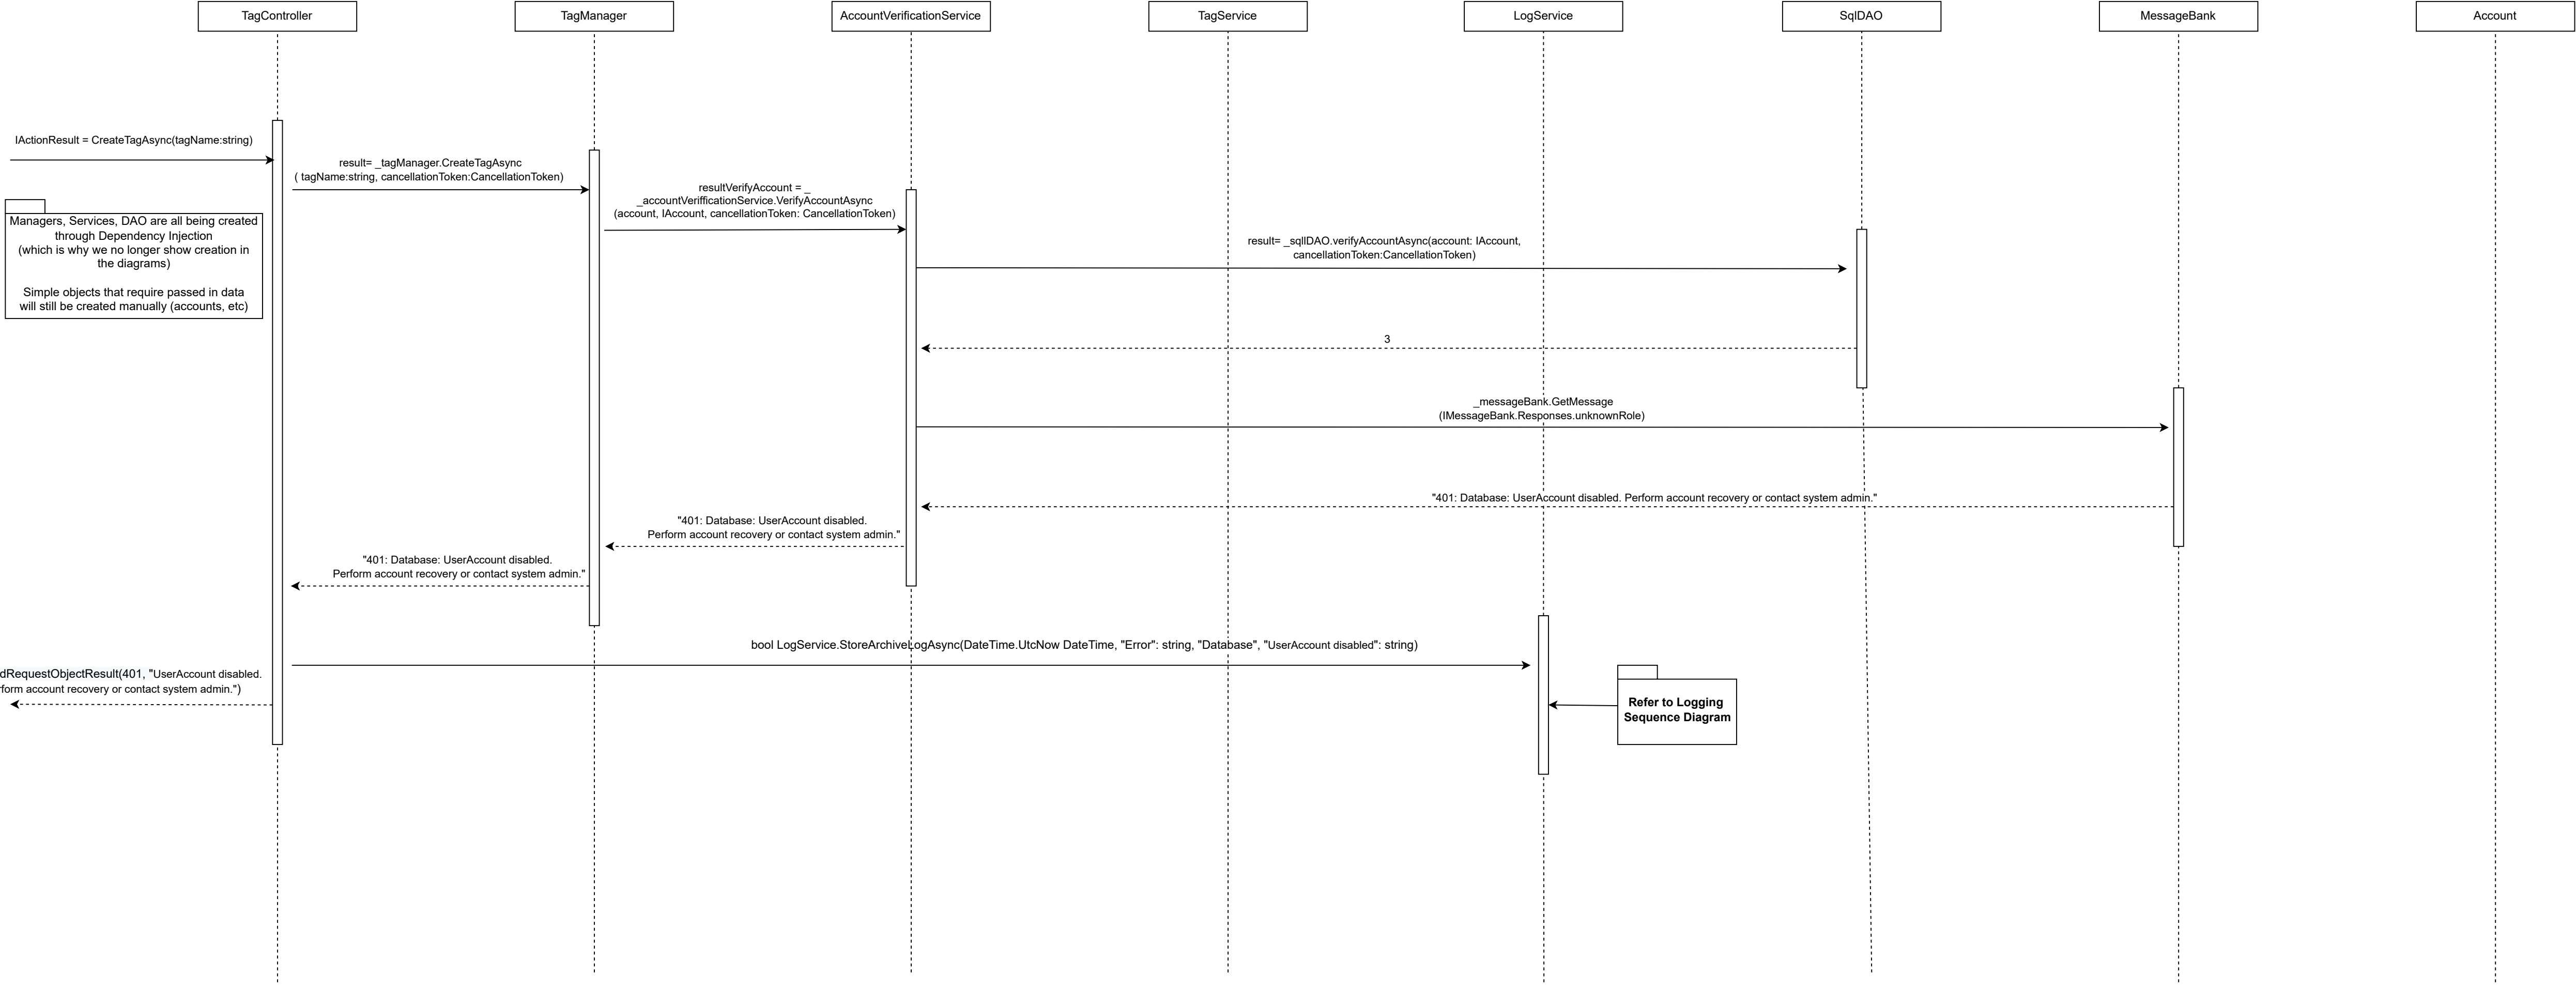 TagController
TagManager
AccountVerificationService
TagService
LogService
SqlDAO
MessageBank
Account
IActionResult = CreateTagAsync(tagName:string)
result= _tagManager.CreateTagAsync
( tagName:string, cancellationToken:CancellationToken)
resultVerifyAccount = _
_accountVerifficationService.VerifyAccountAsync
(account, IAccount, cancellationToken: CancellationToken)
Managers, Services, DAO are all being created
through Dependency Injection
(which is why we no longer show creation in
the diagrams)
Simple objects that require passed in data
will still be created manually (accounts, etc)
result= _sqllDAO.verifyAccountAsync(account: IAccount,
cancellationToken:CancellationToken)
3
_messageBank.GetMessage
(IMessageBank.Responses.unknownRole)
"401: Database: UserAccount disabled. Perform account recovery or contact system admin."
"401: Database: UserAccount disabled.
Perform account recovery or contact system admin."
"401: Database: UserAccount disabled.
Perform account recovery or contact system admin."
bool LogService.StoreArchiveLogAsync(DateTime.UtcNow DateTime, "Error": string, "Database", "UserAccount disabled": string)
dRequestObjectResult(401, "UserAccount disabled.
form account recovery or contact system admin.")
Refer to Logging
Sequence Diagram